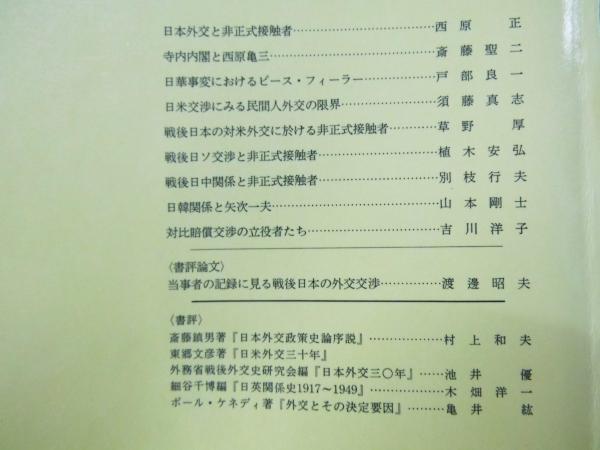 日本外交と非正式接触者……………………西原 正
寺内内閣と西原亀三……………………斎藤聖二
日華事変におけるピース・フィーラー……………戸部良一
日米交渉にみる民間人外交の限界………………須藤真志
戦後日本の対米外交に於ける非正式接触者…………草野 厚
戦後日ソ交渉と非正式接触者…………………植木安弘
戦後日中関係と非正式接触者…………………別枝行夫
日韓関係と矢次一夫……………………山本剛士
対比賠償交渉の立役者たち…………………吉川洋子
〈書評論文〉
当事者の記録に見る戦後日本の外交交渉……………渡邊昭夫
〈書評〉
斎藤鎮男著『日本外交政策史論序説』……………村上和夫
東郷文彦著『日米外交三十年』
外務省戦後外交史研究会編『日本外交三〇年』………池井 優
細谷千博編『日英関係史1917〜1949』……………木畑洋一
ポール・ケネディ著『外交とその決定要因』…………亀井 紘